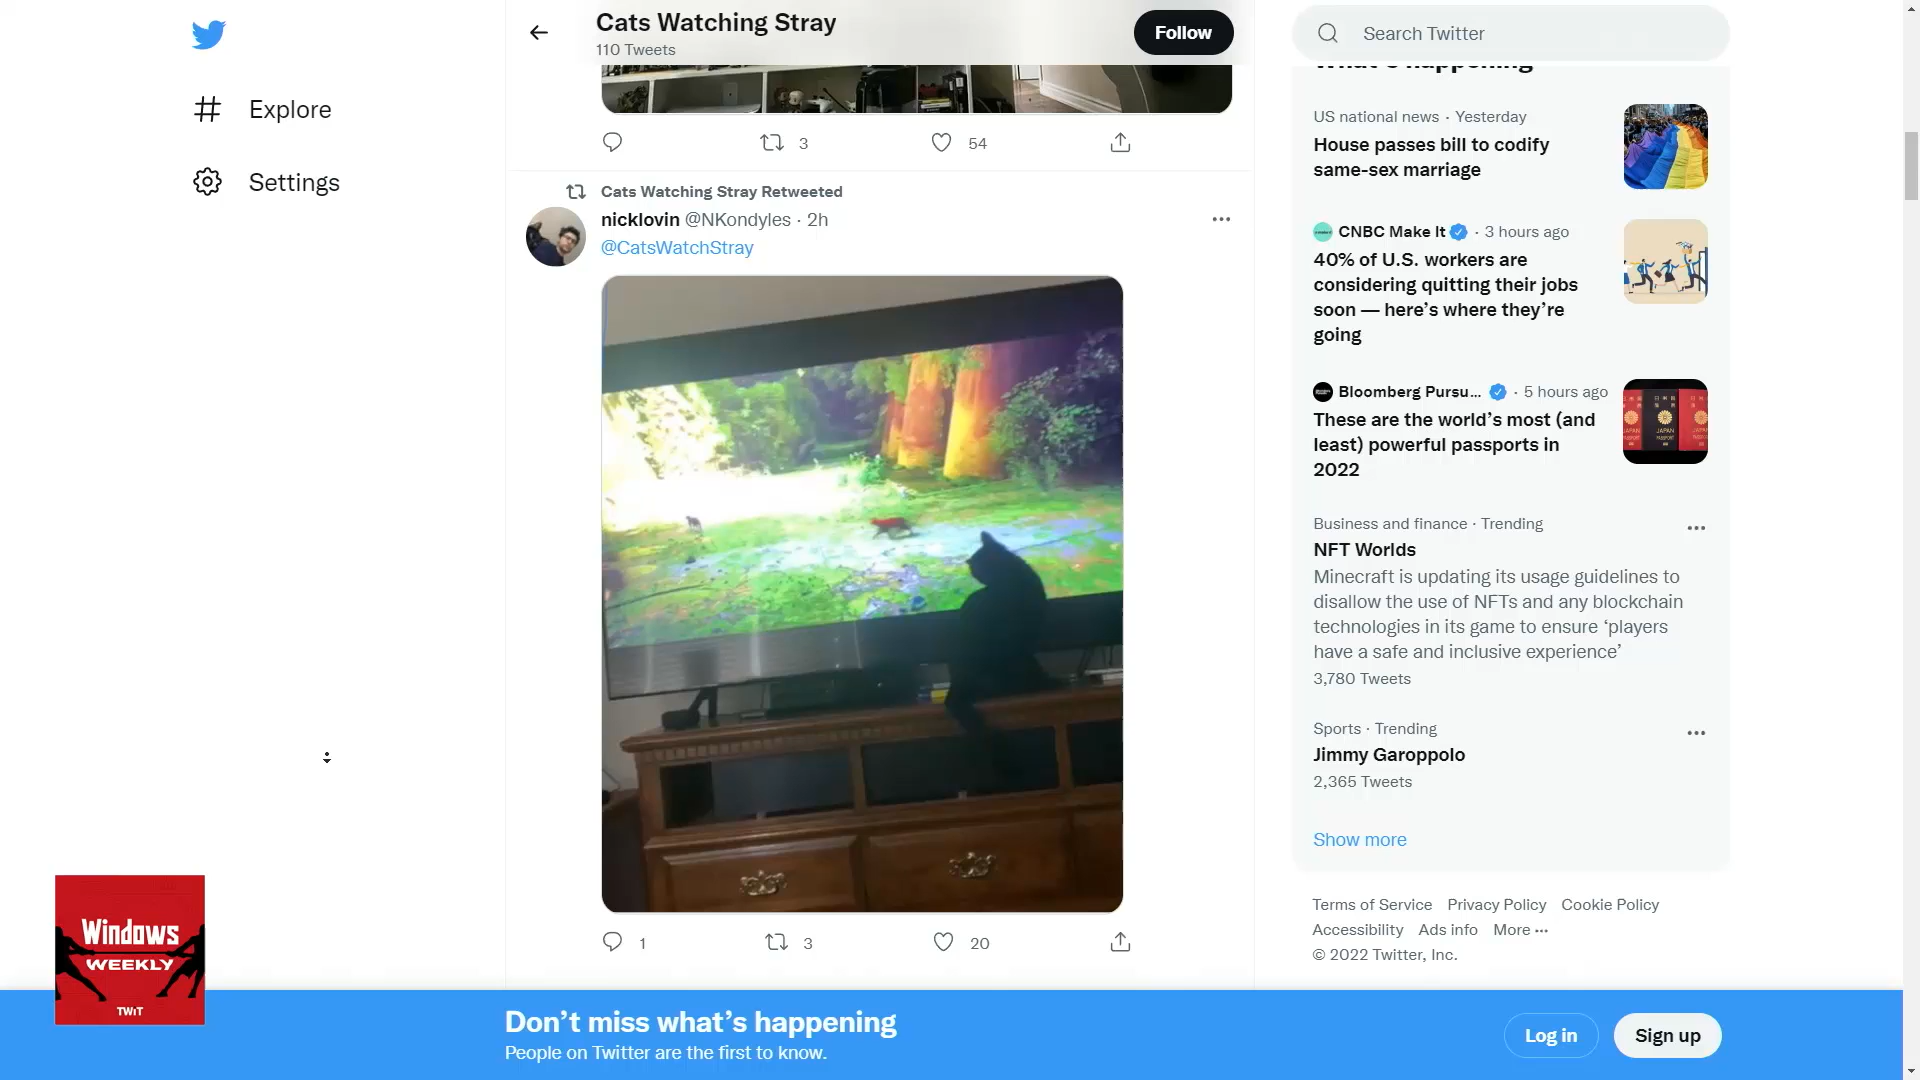 Cats Watching Stray
110 Tweets
Follow
Search Twitter
Explore
Settings
3
54
Cats Watching Stray Retweeted
nicklovin @NKondyles · 2h
@CatsWatchStray
1
3
20
What's happening
US national news · Yesterday
House passes bill to codify
same-sex marriage
CNBC Make It · 3 hours ago
40% of U.S. workers are
considering quitting their jobs
soon — here’s where they’re
going
Bloomberg Pursu... · 5 hours ago
These are the world’s most (and
least) powerful passports in
2022
JAPAN
PASSPORT
Business and finance · Trending
NFT Worlds
Minecraft is updating its usage guidelines to
disallow the use of NFTs and any blockchain
technologies in its game to ensure ‘players
have a safe and inclusive experience’
3,780 Tweets
Sports · Trending
Jimmy Garoppolo
2,365 Tweets
Show more
Terms of Service Privacy Policy Cookie Policy
Accessibility Ads info More ···
© 2022 Twitter, Inc.
Windows
WEEKLY
TWiT
Don’t miss what’s happening
People on Twitter are the first to know.
Log in
Sign up